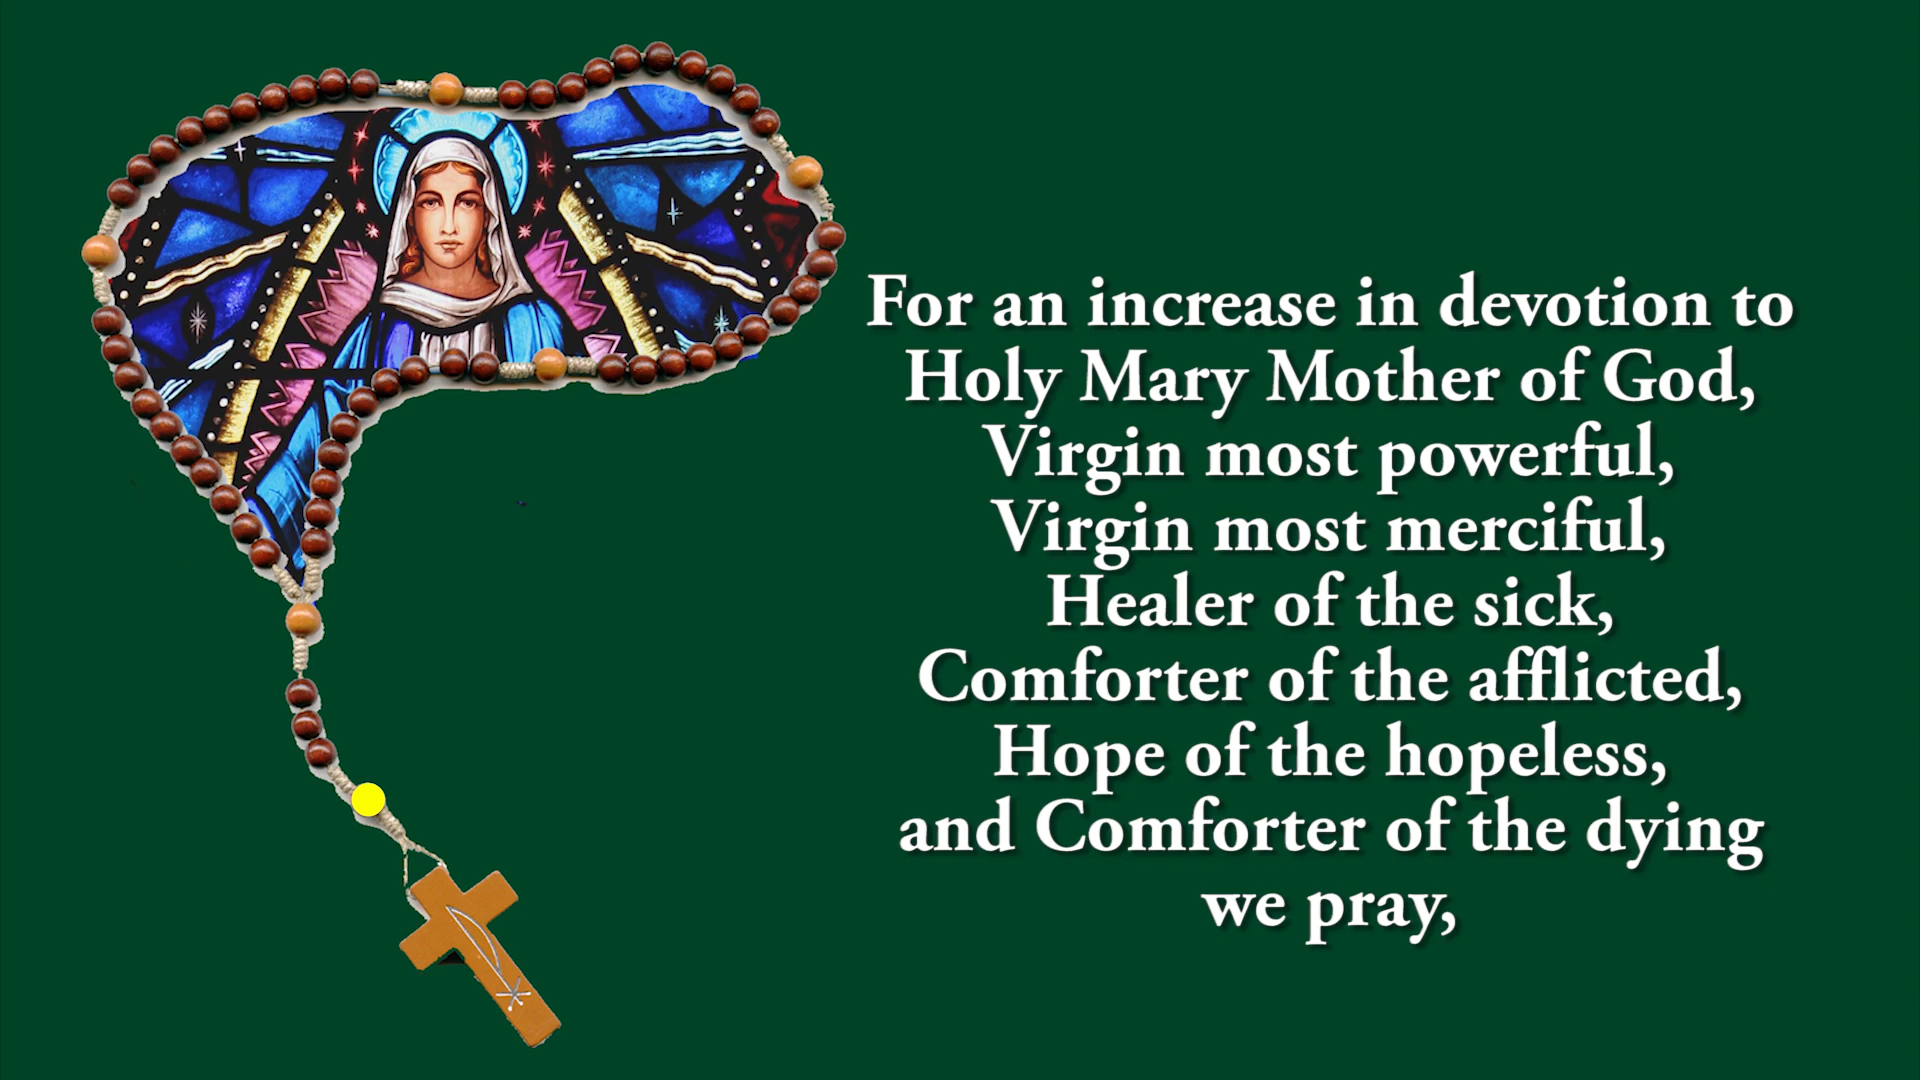 For an increase in devotion to
Holy Mary Mother of God,
Virgin most powerful,
Virgin most merciful,
Healer of the sick,
Comforter of the afflicted,
Hope of the hopeless,
and Comforter of the dying
we pray,